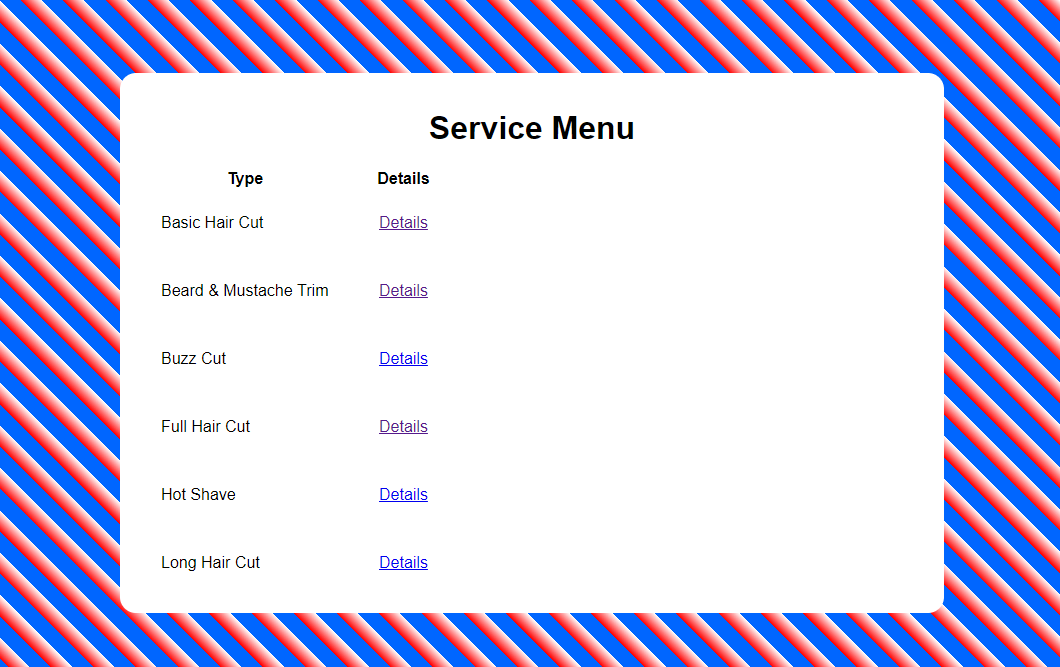 Service Menu
Type Details
Basic Hair Cut Details
Beard & Mustache Trim Details
Buzz Cut Details
Full Hair Cut Details
Hot Shave Details
Long Hair Cut Details